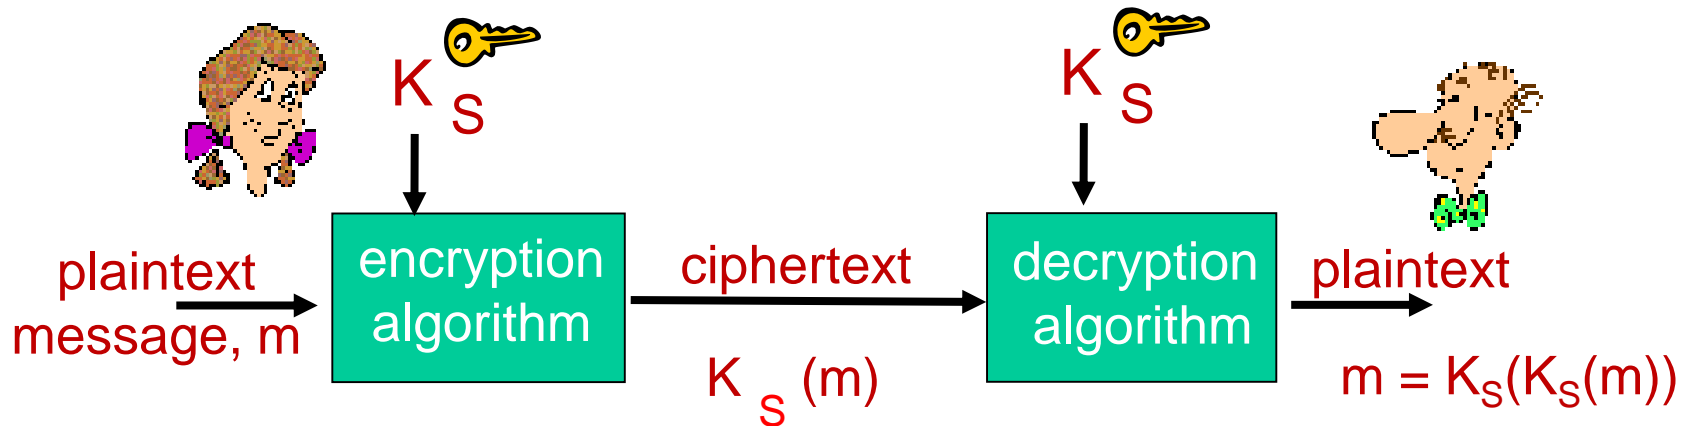 K S
K S
plaintext
message, m
encryption
algorithm
ciphertext
K S (m)
decryption
algorithm
plaintext
m = KS(KS(m))